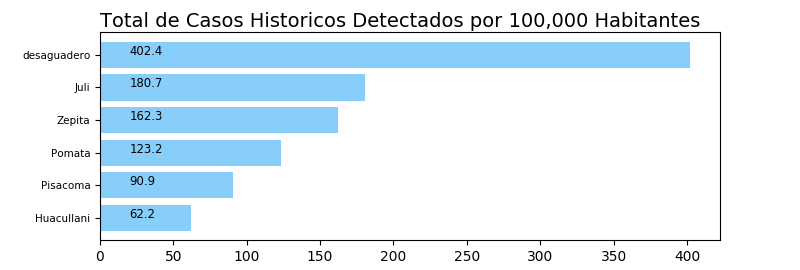 Total de Casos Historicos Detectados por 100,000 Habitantes
desaguadero 402.4
Juli 180.7
Zepita 162.3
Pomata 123.2
Pisacoma 90.9
Huacullani 62.2
0 50 100 150 200 250 300 350 400